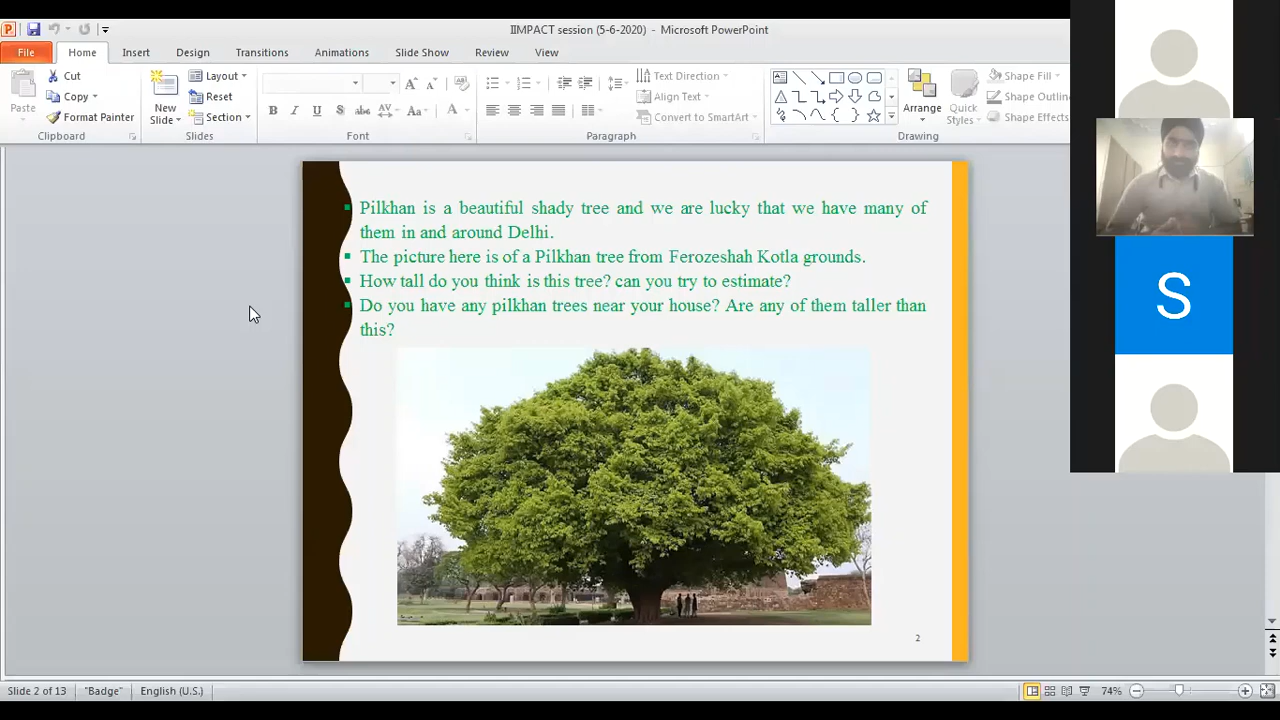 IIMPACT session (5-6-2020) - Microsoft PowerPoint
File Home Insert Design Transitions Animations Slide Show Review View
Paste
Cut
Copy
Format Painter
Clipboard
New
Slide
Layout
Reset
Section
Slides
B I U S abc AV Aa A
Font
Text Direction
Align Text
Convert to SmartArt
Paragraph
Arrange
Quick
Styles
Shape Fill
Shape Outlin
Shape Effects
Drawing
Pilkhan is a beautiful shady tree and we are lucky that we have many of
them in and around Delhi.
The picture here is of a Pilkhan tree from Ferozeshah Kotla grounds.
How tall do you think is this tree? can you try to estimate?
Do you have any pilkhan trees near your house? Are any of them taller than
this?
2
S
Slide 2 of 13 "Badge" English (U.S.) 74%